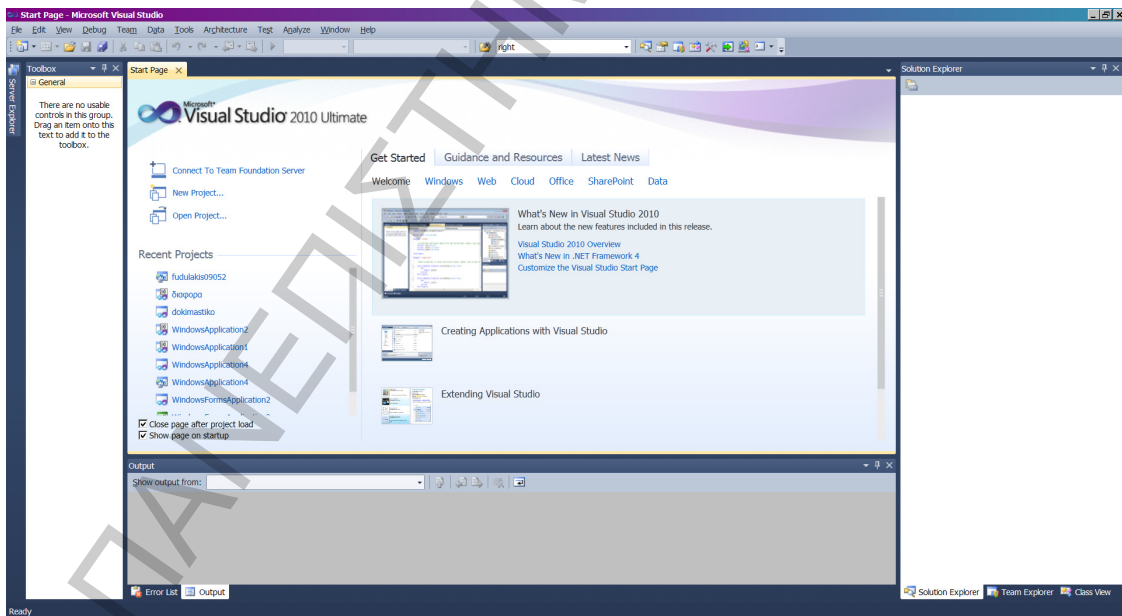 Start Page - Microsoft Visual Studio
File Edit View Debug Team Data Tools Architecture Test Analyze Window Help
right
Server Explorer
Toolbox
General
There are no usable
controls in this group.
Drag an item onto this
text to add it to the
toolbox.
Start Page
Microsoft
Visual Studio 2010 Ultimate
Connect To Team Foundation Server
New Project...
Open Project...
Recent Projects
fudulakis09052
διαφορα
dokimastiko
WindowsApplication2
WindowsApplication1
WindowsApplication4
WindowsApplication4
WindowsFormsApplication2
Close page after project load
Show page on startup
Get Started Guidance and Resources Latest News
Welcome Windows Web Cloud Office SharePoint Data
What's New in Visual Studio 2010
Learn about the new features included in this release.
Visual Studio 2010 Overview
What's New in .NET Framework 4
Customize the Visual Studio Start Page
Creating Applications with Visual Studio
Extending Visual Studio
Output
Show output from:
Error List Output
Solution Explorer
Solution Explorer Team Explorer Class View
Ready